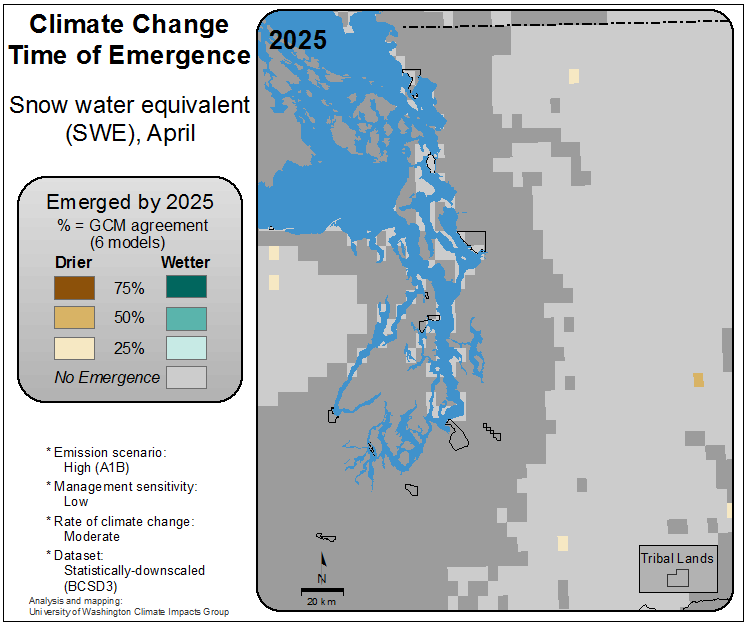 Climate Change
Time of Emergence
Snow water equivalent
(SWE), April
Emerged by 2025
% = GCM agreement
(6 models)
Drier Wetter
75%
50%
25%
No Emergence
* Emission scenario:
High (A1B)
* Management sensitivity:
Low
* Rate of climate change:
Moderate
* Dataset:
Statistically-downscaled
(BCSD3)
Analysis and mapping:
University of Washington Climate Impacts Group
2025
N
20 km
Tribal Lands